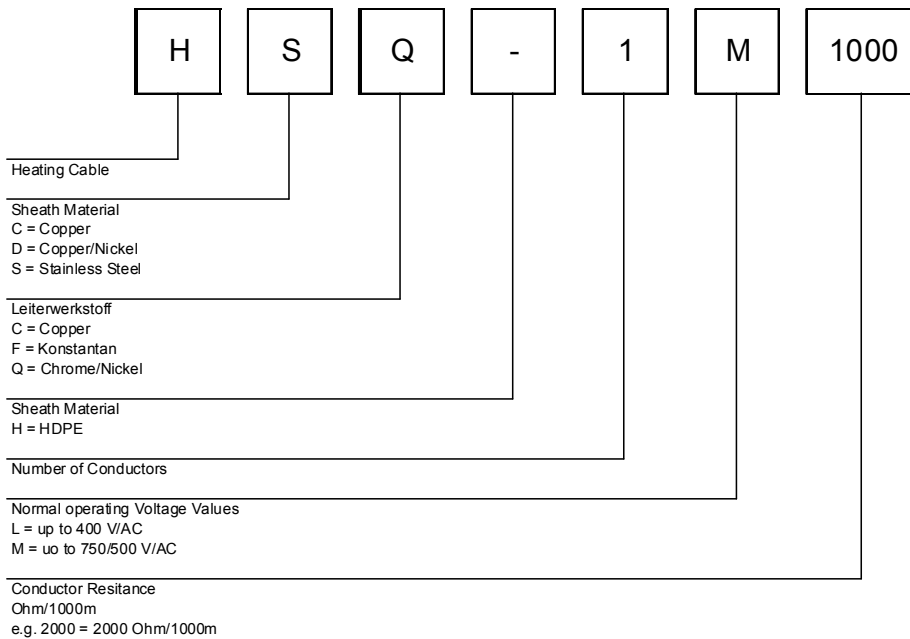 H S Q - 1 M 1000
Heating Cable
Sheath Material
C = Copper
D = Copper/Nickel
S = Stainless Steel
Leiterwerkstoff
C = Copper
F = Konstantan
Q = Chrome/Nickel
Sheath Material
H = HDPE
Number of Conductors
Normal operating Voltage Values
L = up to 400 V/AC
M = uo to 750/500 V/AC
Conductor Resitance
Ohm/1000m
e.g. 2000 = 2000 Ohm/1000m